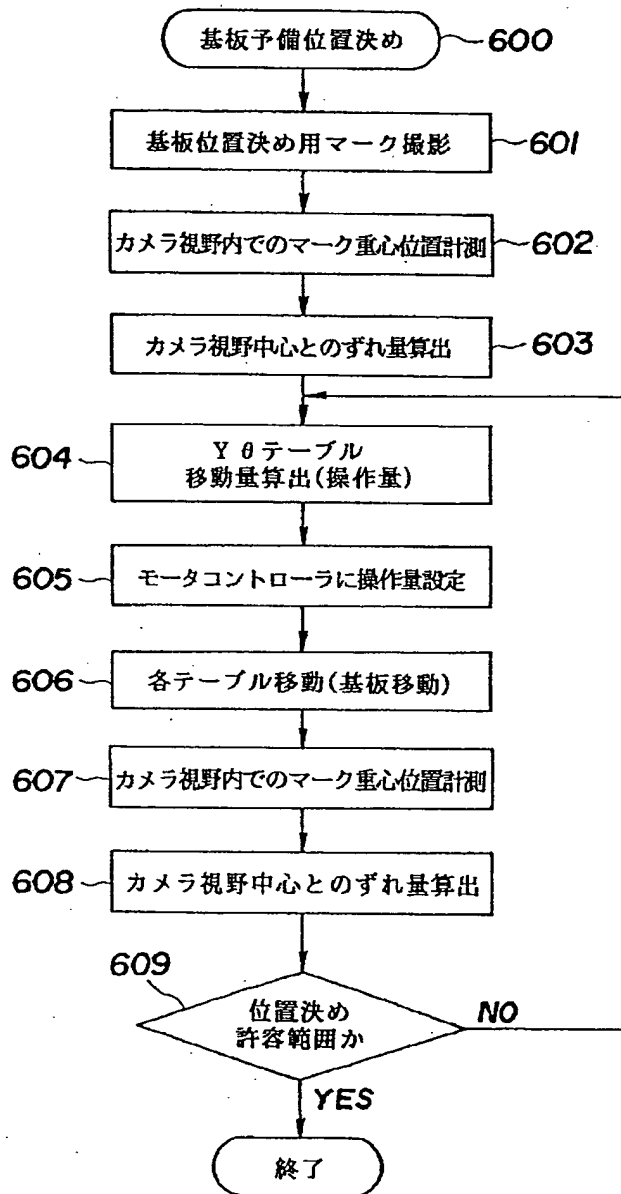 基板予備位置決め 600
基板位置決め用マーク撮影 601
カメラ視野内でのマーク重心位置計測 602
カメラ視野中心とのずれ量算出 603
604 Yθテーブル
移動量算出(操作量)
605 モータコントローラに操作量設定
606 各テーブル移動(基板移動)
607 カメラ視野内でのマーク重心位置計測
608 カメラ視野中心とのずれ量算出
609
位置決め
許容範囲か
NO
YES
終了